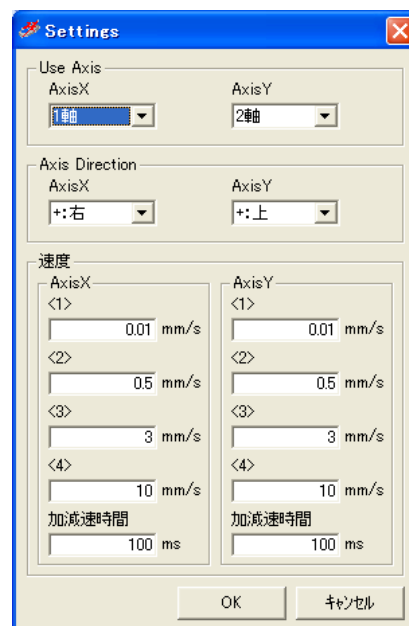 Settings
Use Axis
AxisX AxisY
1軸 2軸
Axis Direction
AxisX AxisY
+:右 +:上
速度
AxisX AxisY
<1> <1>
0.01 mm/s 0.01 mm/s
<2> <2>
0.5 mm/s 0.5 mm/s
<3> <3>
3 mm/s 3 mm/s
<4> <4>
10 mm/s 10 mm/s
加減速時間 加減速時間
100 ms 100 ms
OK キャンセル